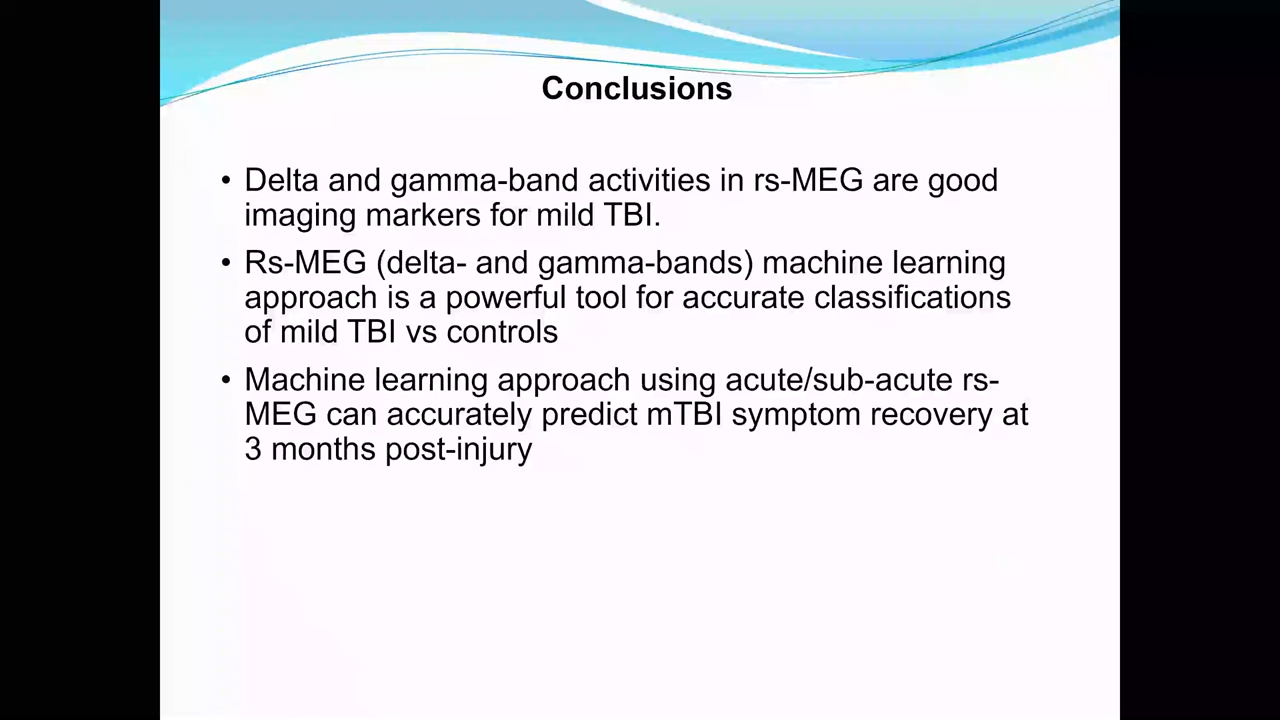 Conclusions
• Delta and gamma-band activities in rs-MEG are good
imaging markers for mild TBI.
• Rs-MEG (delta- and gamma-bands) machine learning
approach is a powerful tool for accurate classifications
of mild TBI vs controls
• Machine learning approach using acute/sub-acute rs-
MEG can accurately predict mTBI symptom recovery at
3 months post-injury